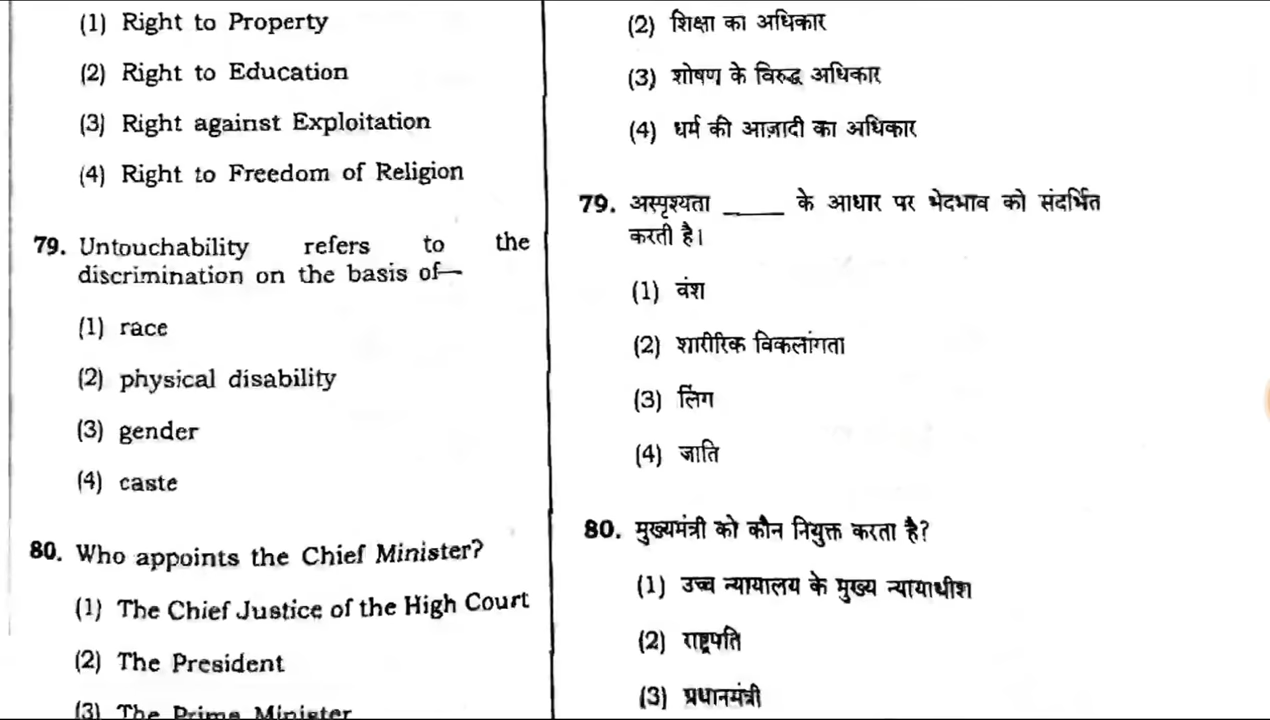 (1) Right to Property
(2) Right to Education
(3) Right against Exploitation
(4) Right to Freedom of Religion
79. Untouchability refers to the
discrimination on the basis of—
(1) race
(2) physical disability
(3) gender
(4) caste
80. Who appoints the Chief Minister?
(1) The Chief Justice of the High Court
(2) The President
(3) The Prime Minister
(2) शिक्षा का अधिकार
(3) शोषण के विरुद्ध अधिकार
(4) धर्म की आज़ादी का अधिकार
79. अस्पृश्यता _____ के आधार पर भेदभाव को संदर्भित
करती है।
(1) वंश
(2) शारीरिक विकलांगता
(3) लिंग
(4) जाति
80. मुख्यमंत्री को कौन नियुक्त करता है?
(1) उच्च न्यायालय के मुख्य न्यायाधीश
(2) राष्ट्रपति
(3) प्रधानमंत्री